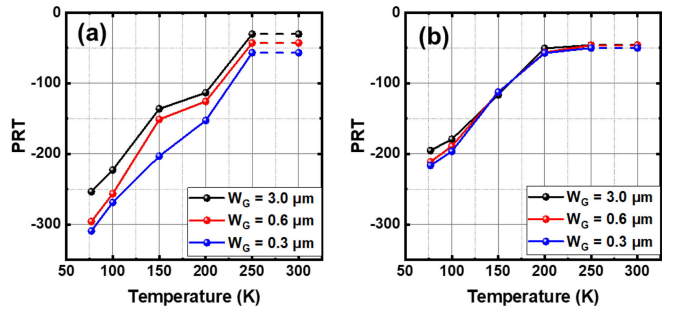 (a)
PRT
0
-100
-200
-300
50
100
150
200
250
300
Temperature (K)
W_G = 3.0 μm
W_G = 0.6 μm
W_G = 0.3 μm
(b)
PRT
0
-100
-200
-300
50
100
150
200
250
300
Temperature (K)
W_G = 3.0 μm
W_G = 0.6 μm
W_G = 0.3 μm